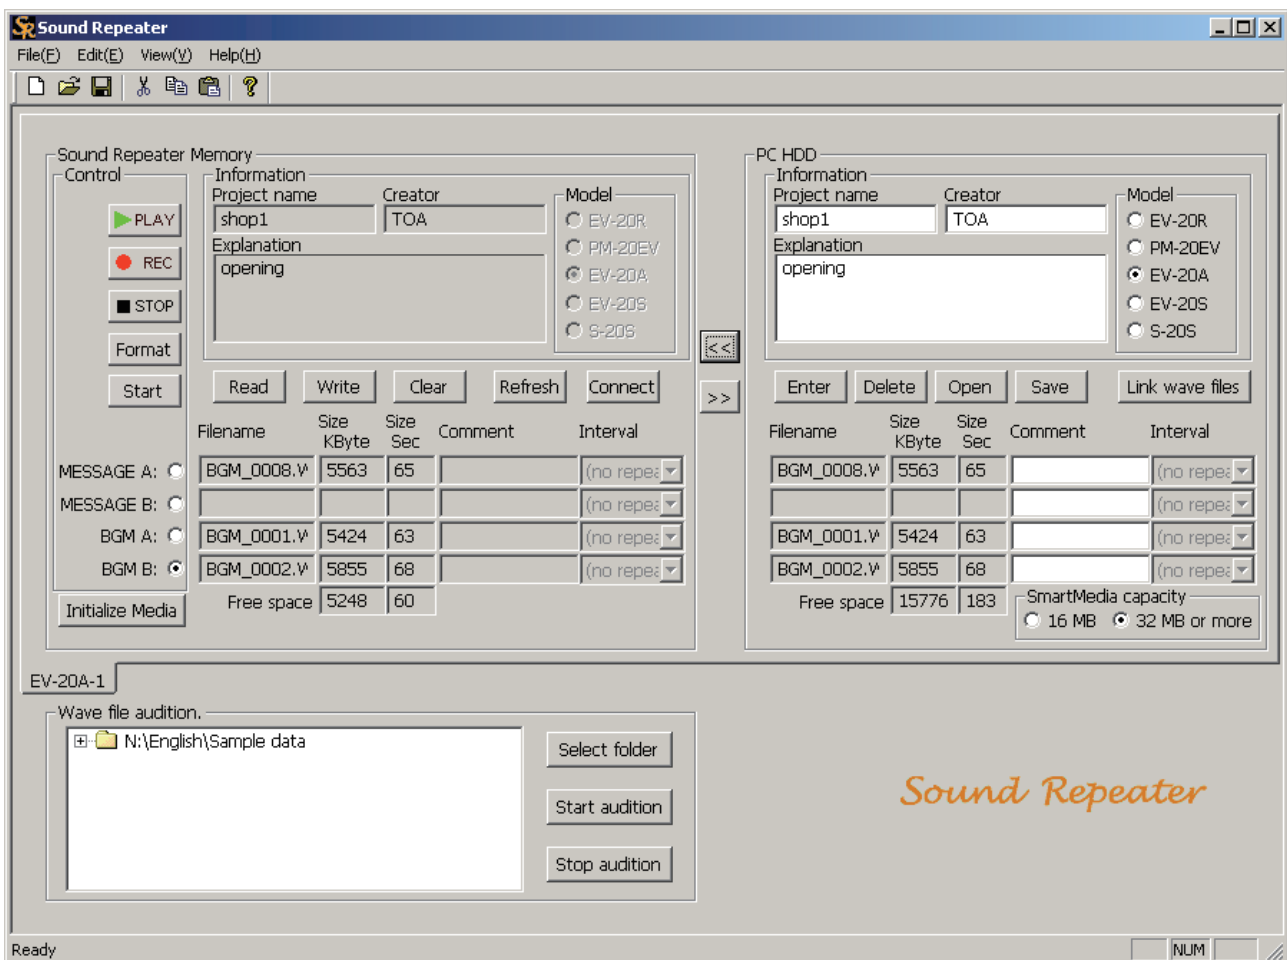 Sound Repeater
File(F) Edit(E) View(V) Help(H)
Sound Repeater Memory
Control
PLAY
REC
STOP
Format
Start
Information
Project name Creator
shop1 TOA
Explanation
opening
Model
EV-20R
PM-20EV
EV-20A
EV-20S
S-20S
Read Write Clear Refresh Connect
Filename Size KByte Size Sec Comment Interval
MESSAGE A: BGM_0008.W 5563 65 (no repea
MESSAGE B: (no repea
BGM A: BGM_0001.W 5424 63 (no repea
BGM B: BGM_0002.W 5855 68 (no repea
Initialize Media
Free space 5248 60
<<
>>
PC HDD
Information
Project name Creator
shop1 TOA
Explanation
opening
Model
EV-20R
PM-20EV
EV-20A
EV-20S
S-20S
Enter Delete Open Save Link wave files
Filename Size KByte Size Sec Comment Interval
BGM_0008.W 5563 65 (no repea
(no repea
BGM_0001.W 5424 63 (no repea
BGM_0002.W 5855 68 (no repea
Free space 15776 183
SmartMedia capacity
16 MB 32 MB or more
EV-20A-1
Wave file audition.
N:\English\Sample data
Select folder
Start audition
Stop audition
Sound Repeater
Ready NUM